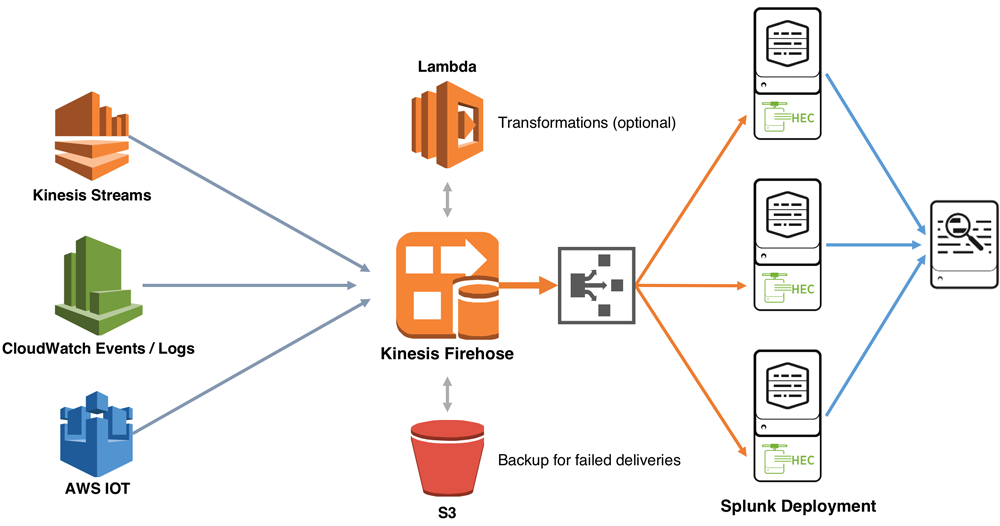 Lambda
Transformations (optional)
HEC
Kinesis Streams
HEC
CloudWatch Events / Logs
Kinesis Firehose
AWS IOT
Backup for failed deliveries
HEC
S3
Splunk Deployment